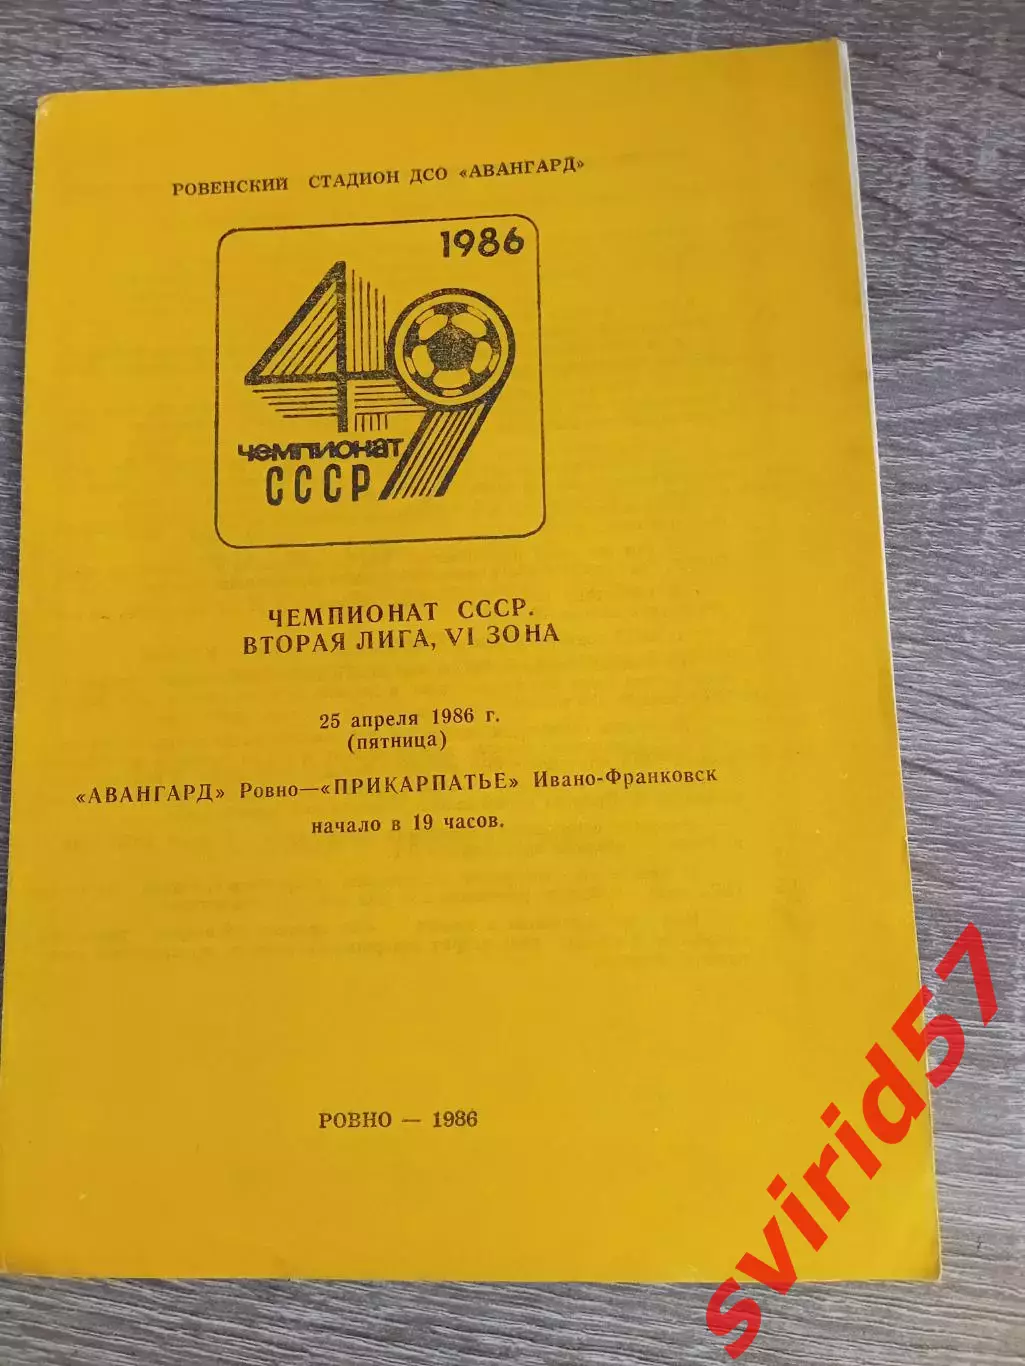 РОВЕНСКИЙ СТАДИОН ДСО «АВАНГАРД»
1986
49
чемпионат
СССР
ЧЕМПИОНАТ СССР.
ВТОРАЯ ЛИГА, VI ЗОНА
25 апреля 1986 г.
(пятница)
«АВАНГАРД» Ровно—«ПРИКАРПАТЬЕ» Ивано-Франковск
начало в 19 часов.
РОВНО — 1986
svirid57